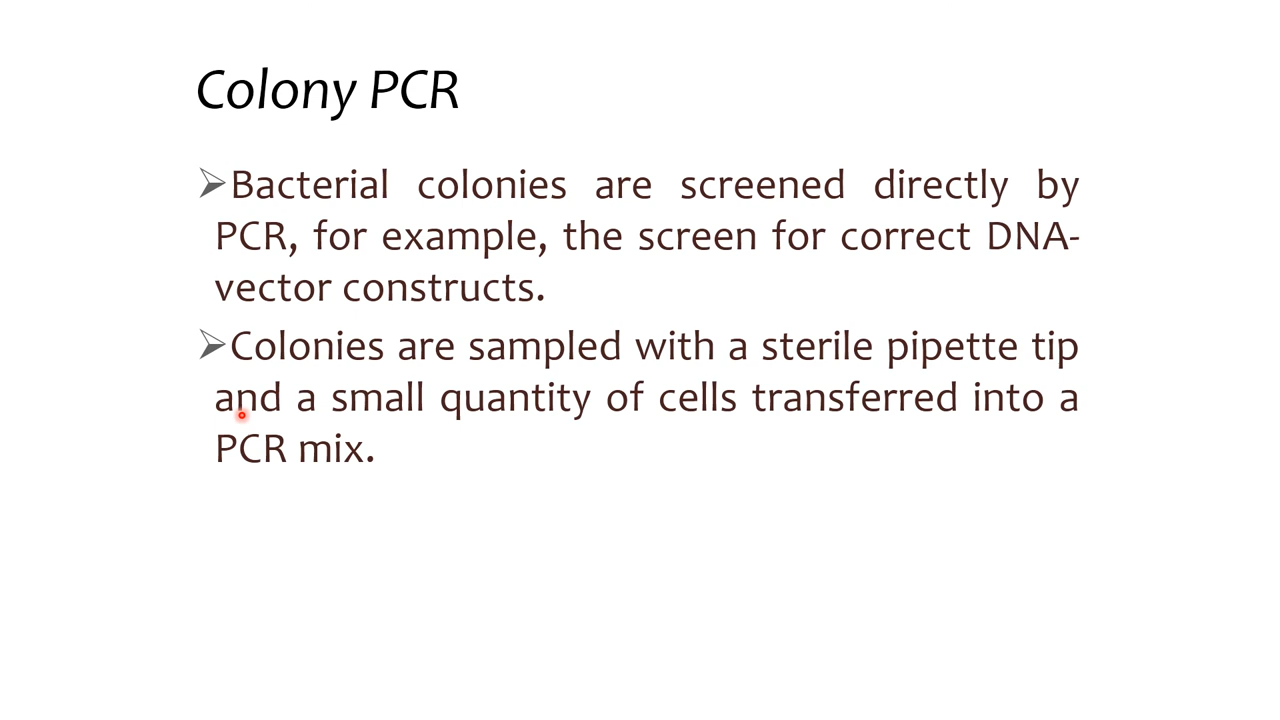 Colony PCR
Bacterial colonies are screened directly by
PCR, for example, the screen for correct DNA-
vector constructs.
Colonies are sampled with a sterile pipette tip
and a small quantity of cells transferred into a
PCR mix.